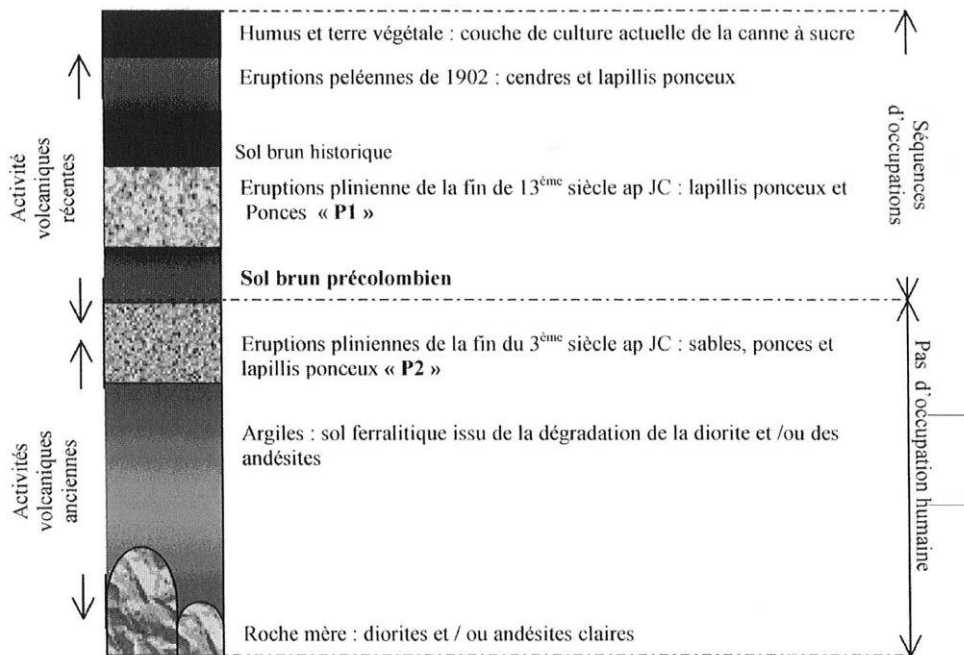 Humus et terre végétale : couche de culture actuelle de la canne à sucre
Eruptions peléennes de 1902 : cendres et lapillis ponceux
Sol brun historique
Eruptions plinienne de la fin de 13ème siècle ap JC : lapillis ponceux et
Ponces « P1 »
Sol brun précolombien
Eruptions pliniennes de la fin du 3ème siècle ap JC : sables, ponces et
lapillis ponceux « P2 »
Argiles : sol ferralitique issu de la dégradation de la diorite et /ou des
andésites
Roche mère : diorites et / ou andésites claires
Activité
volcaniques
récentes
Activités
volcaniques
anciennes
Séquences
d'occupations
Pas d'occupation humaine